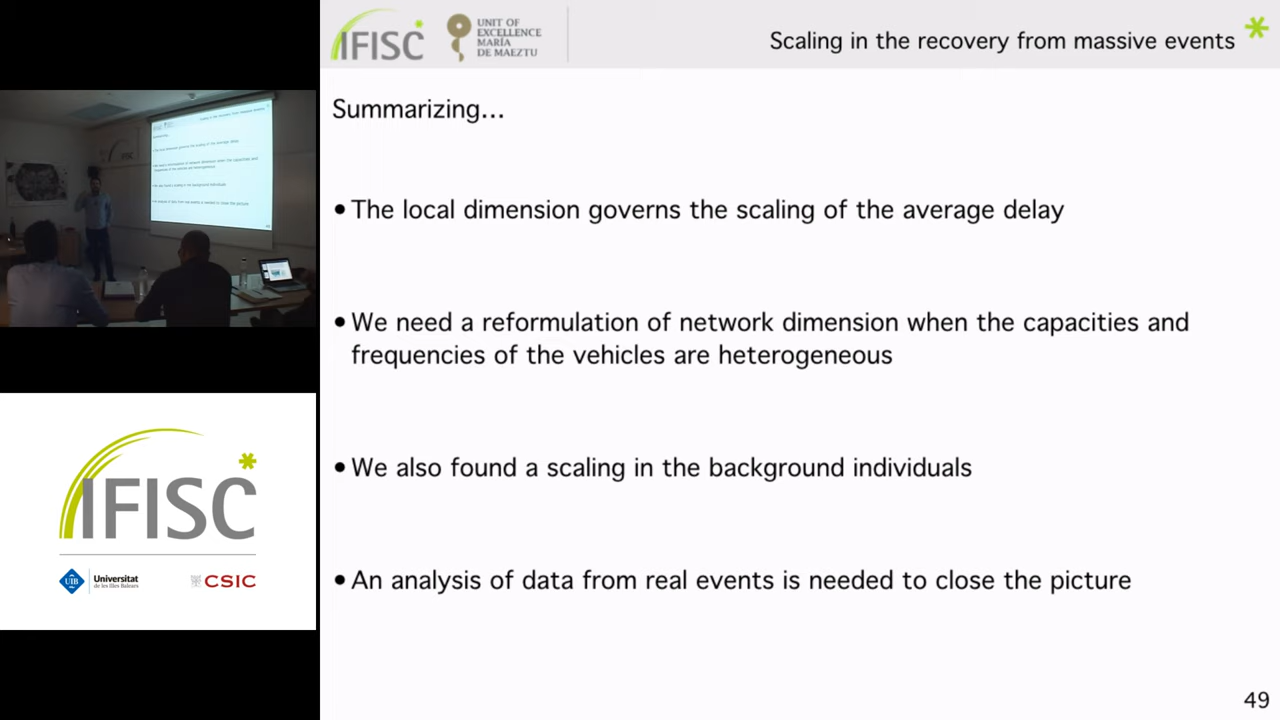 IFISC
UNIT OF
EXCELLENCE
MARÍA
DE MAEZTU
Scaling in the recovery from massive events
Summarizing...
• The local dimension governs the scaling of the average delay
• We need a reformulation of network dimension when the capacities and
frequencies of the vehicles are heterogeneous
• We also found a scaling in the background individuals
• An analysis of data from real events is needed to close the picture
49
IFISC
UIB
Universitat
de les Illes Balears
CSIC